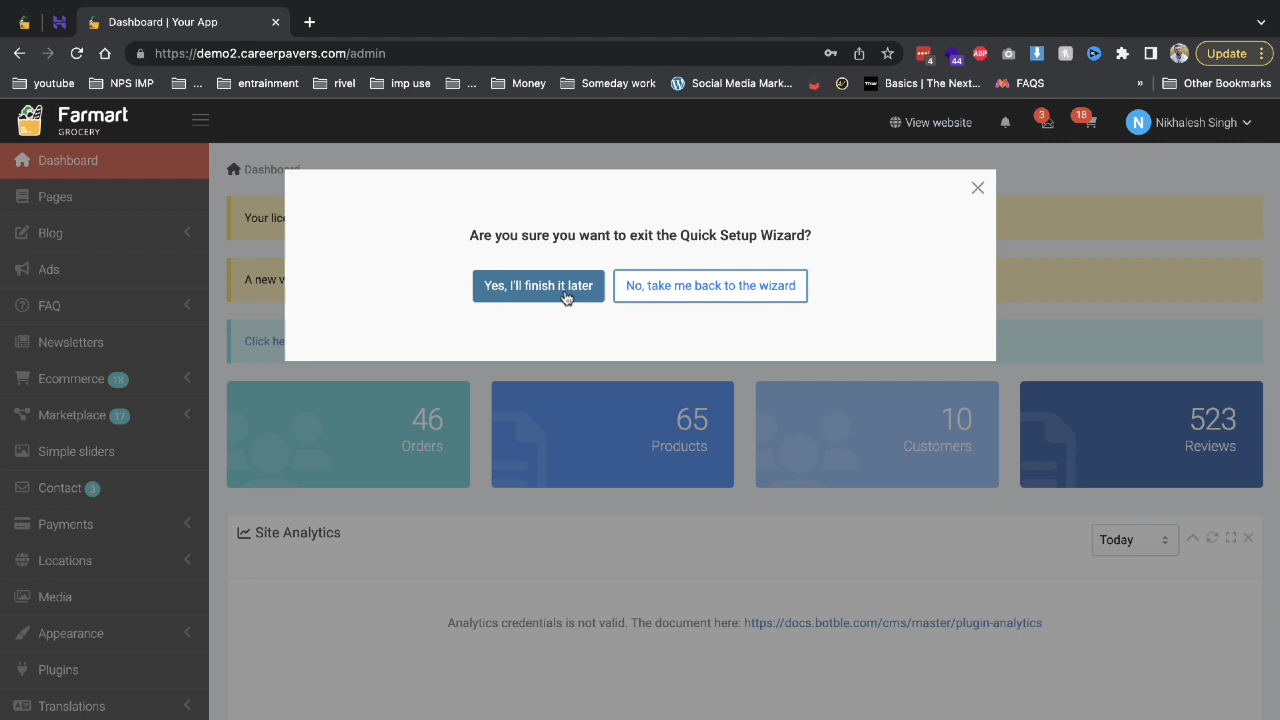 Dashboard | Your App
https://demo2.careerpavers.com/admin
4
44
ABP
Update
youtube
NPS IMP
...
entrainment
rivel
imp use
...
Money
Someday work
Social Media Mark...
Basics | The Next...
FAQS
»
Other Bookmarks
Farmart
GROCERY
View website
3
18
N
Nikhalesh Singh
Dashboard
Pages
Blog
Ads
FAQ
Newsletters
Ecommerce 18
Marketplace 17
Simple sliders
Contact 3
Payments
Locations
Media
Appearance
Plugins
Translations
Dashboard
Your lice
A new v
Click he
Are you sure you want to exit the Quick Setup Wizard?
Yes, I'll finish it later
No, take me back to the wizard
46
Orders
65
Products
10
Customers
523
Reviews
Site Analytics
Today
Analytics credentials is not valid. The document here: https://docs.botble.com/cms/master/plugin-analytics